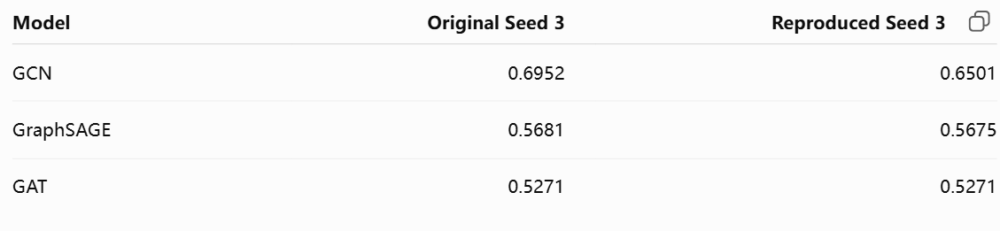 Model Original Seed 3 Reproduced Seed 3
GCN 0.6952 0.6501
GraphSAGE 0.5681 0.5675
GAT 0.5271 0.5271